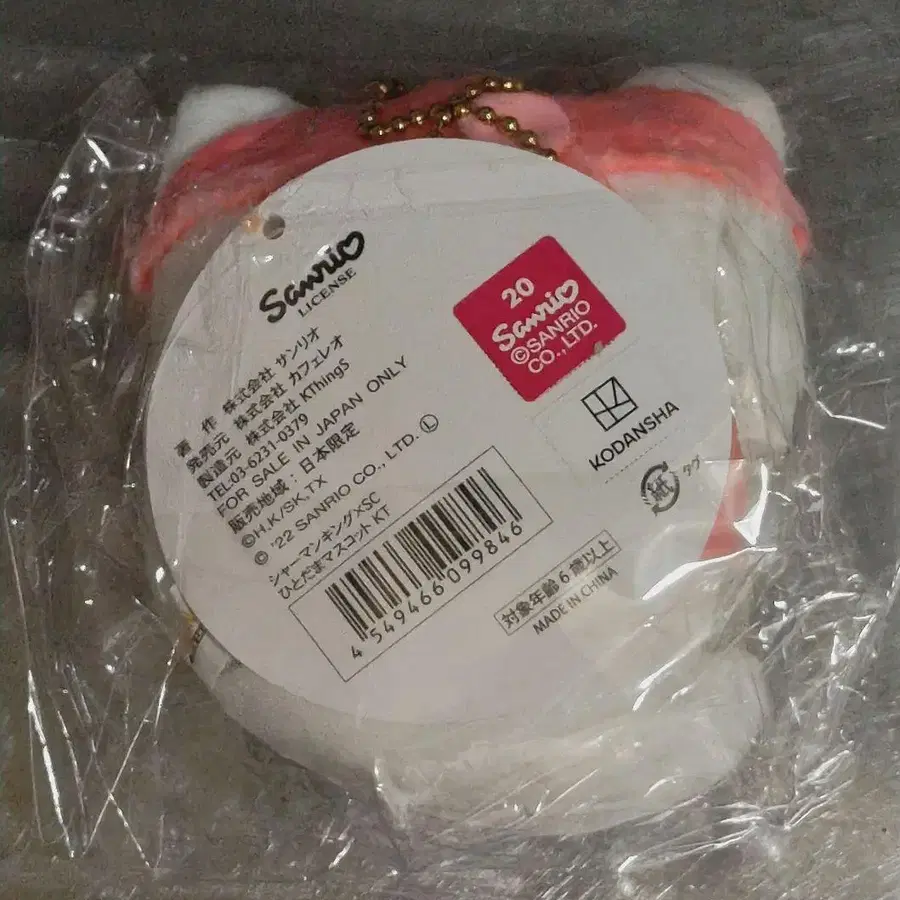 Sanrio
LICENSE
著 作 株式会社 サンリオ
発売元 株式会社 カフェレオ
製造元 株式会社 KThingS
TEL:03-6231-0379
FOR SALE IN JAPAN ONLY
販売地域：日本限定
©H.K/SK,TX
© '22 SANRIO CO., LTD. Ⓛ
シャーマンキング×SC
ひとだまマスコット KT
4 549466 099846
20
Sanrio
©SANRIO
CO., LTD.
KODANSHA
紙 タグ
対象年齢 6 歳以上
MADE IN CHINA